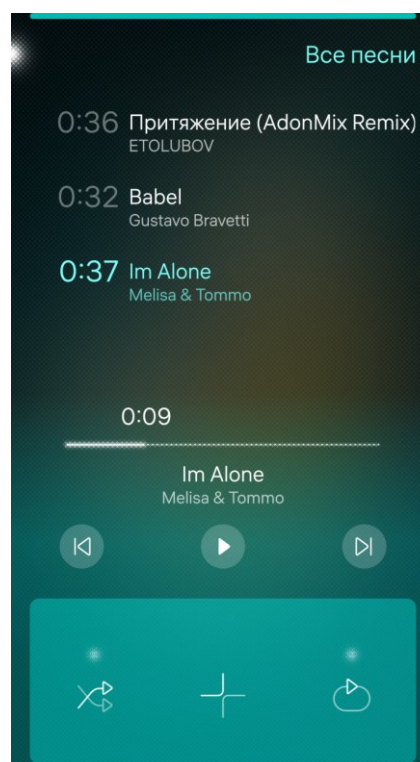 Все песни
0:36 Притяжение (AdonMix Remix)
ETOLUBOV
0:32 Babel
Gustavo Bravetti
0:37 Im Alone
Melisa & Tommo
0:09
Im Alone
Melisa & Tommo